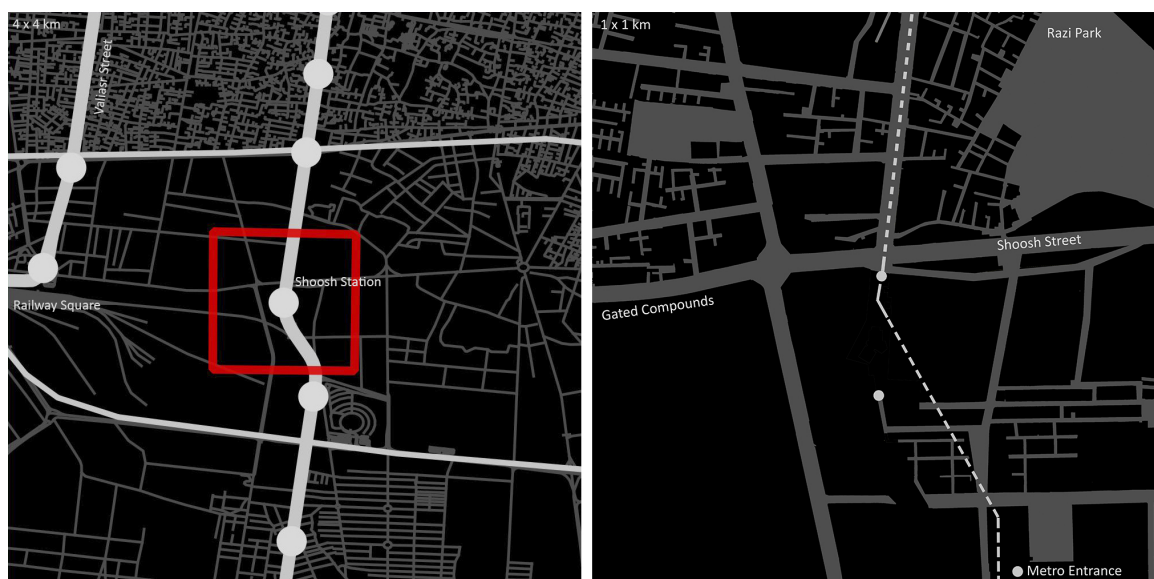 4 x 4 km
Valiasr Street
Shoosh Station
Railway Square
1 x 1 km
Razi Park
Shoosh Street
Gated Compounds
Metro Entrance